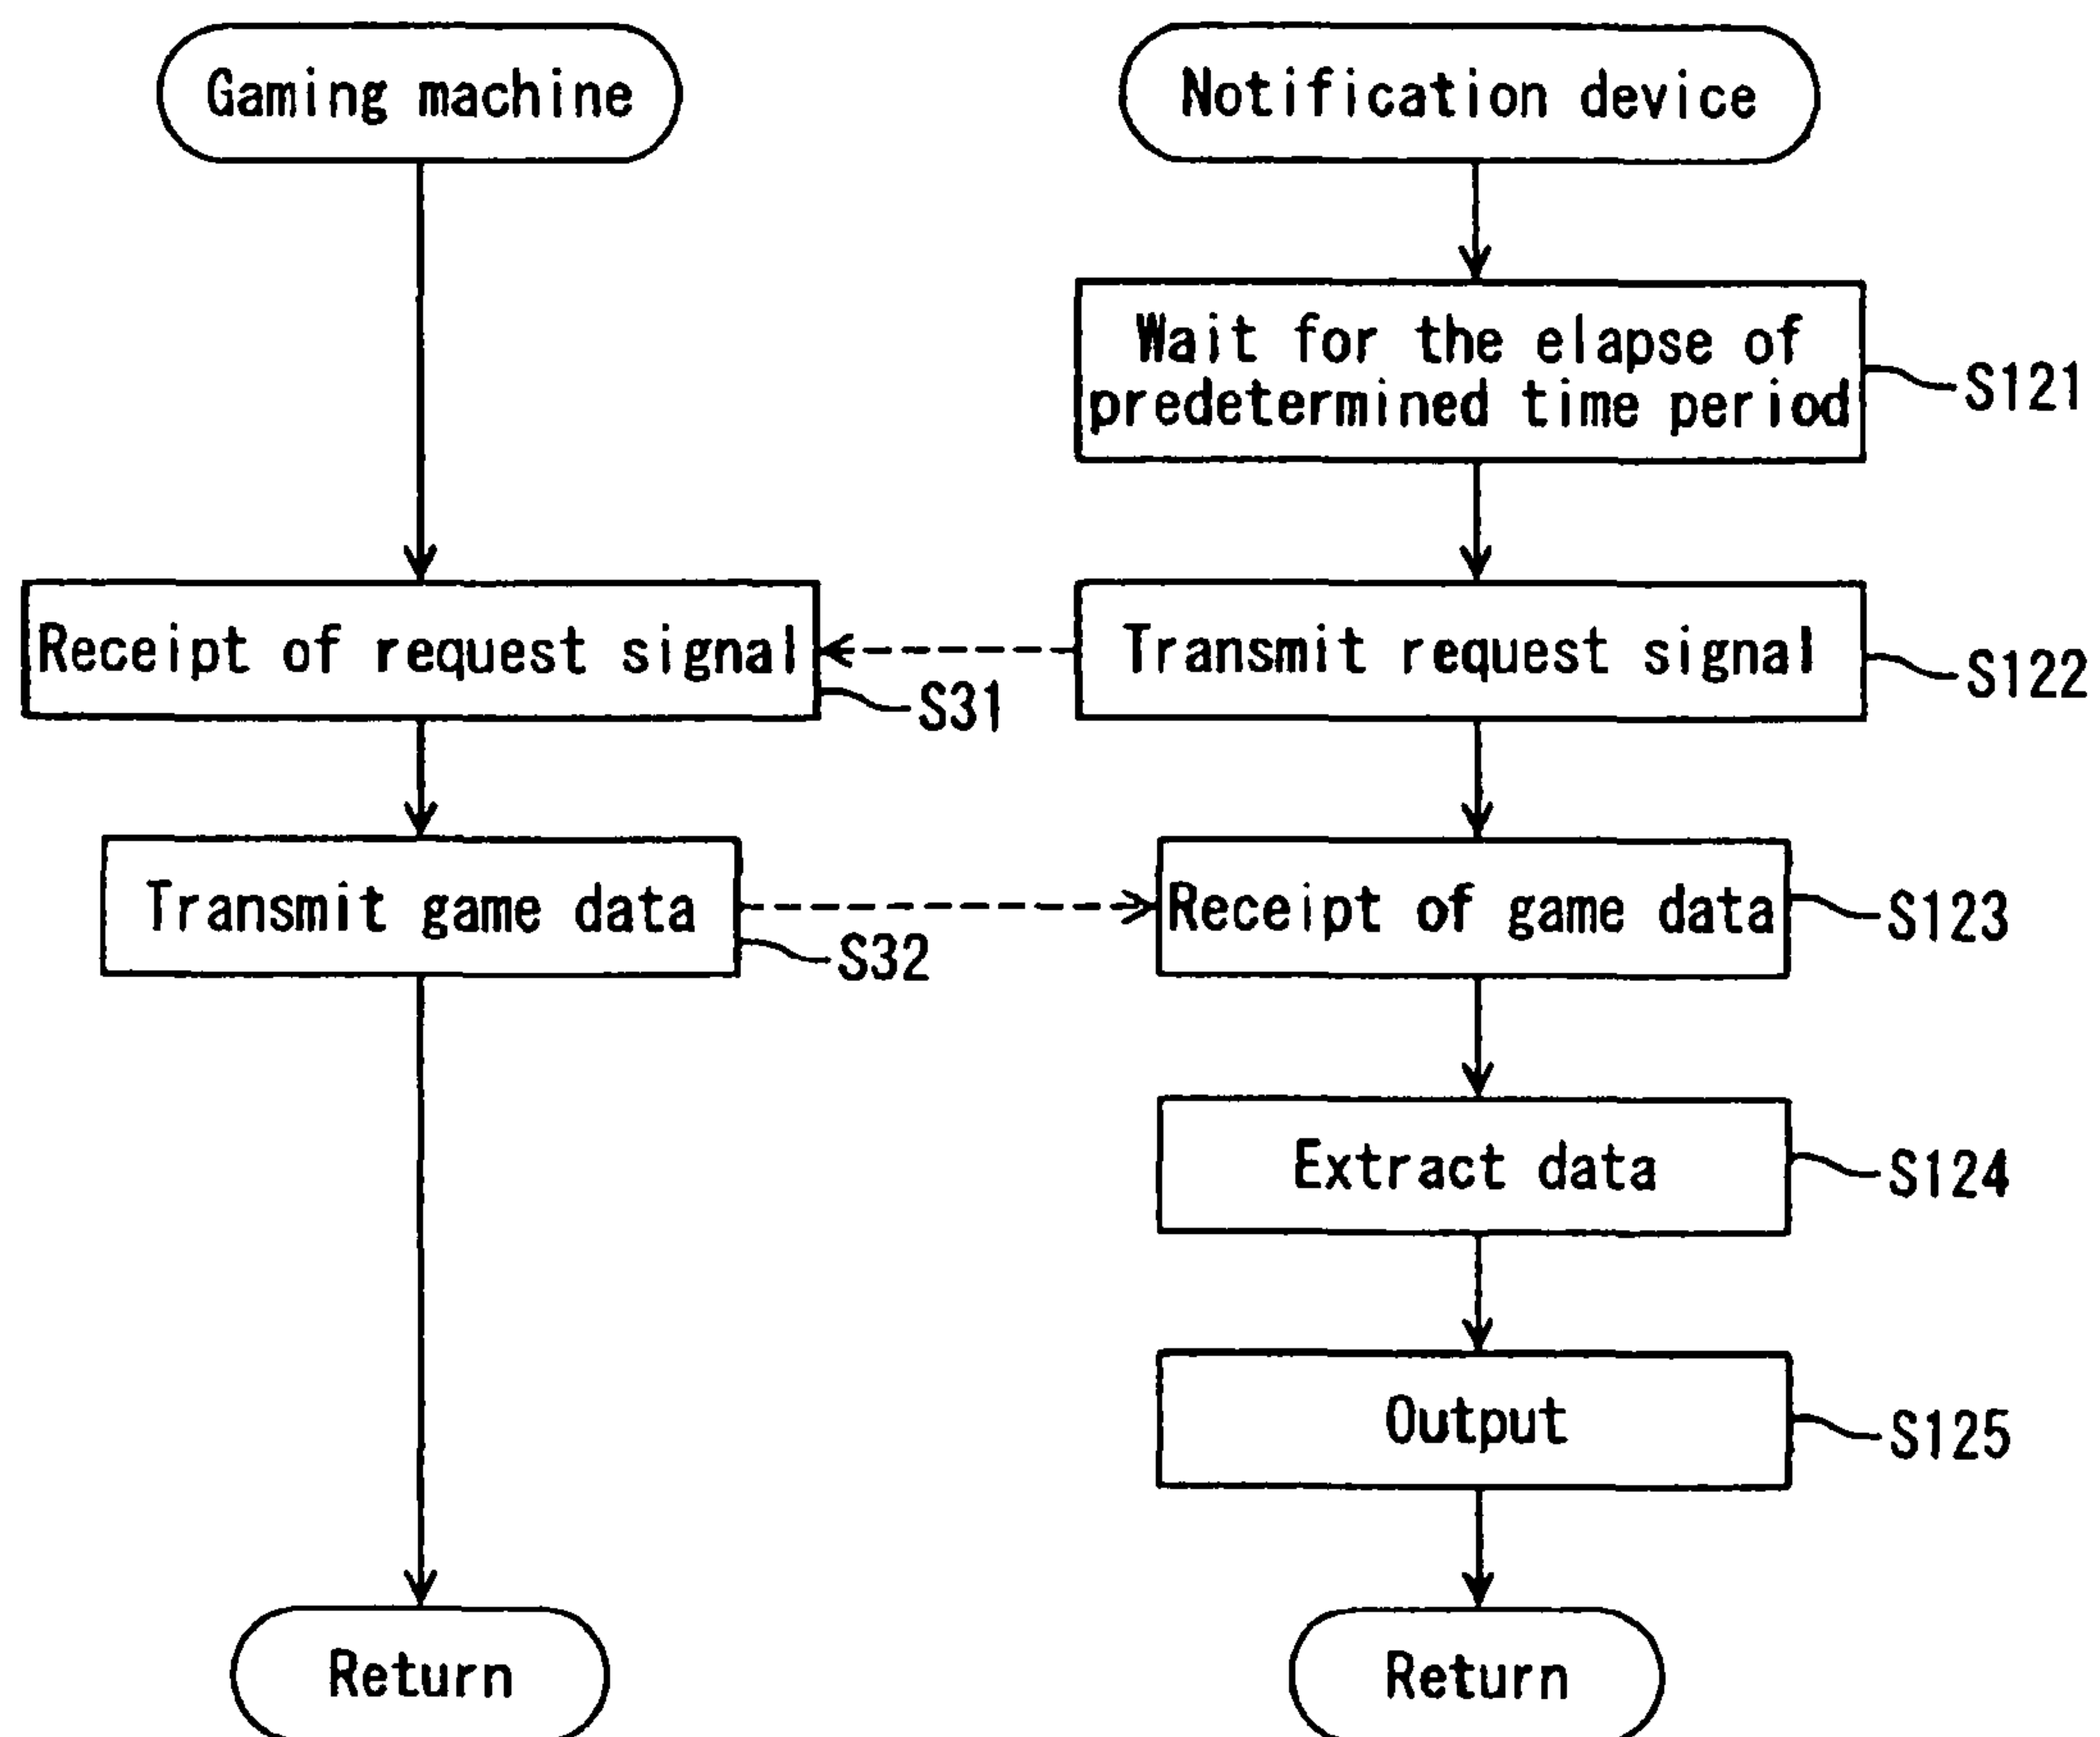 Gaming machine
Notification device
Wait for the elapse of
predetermined time period
S121
Receipt of request signal
S31
Transmit request signal
S122
Transmit game data
S32
Receipt of game data
S123
Extract data
S124
Output
S125
Return
Return